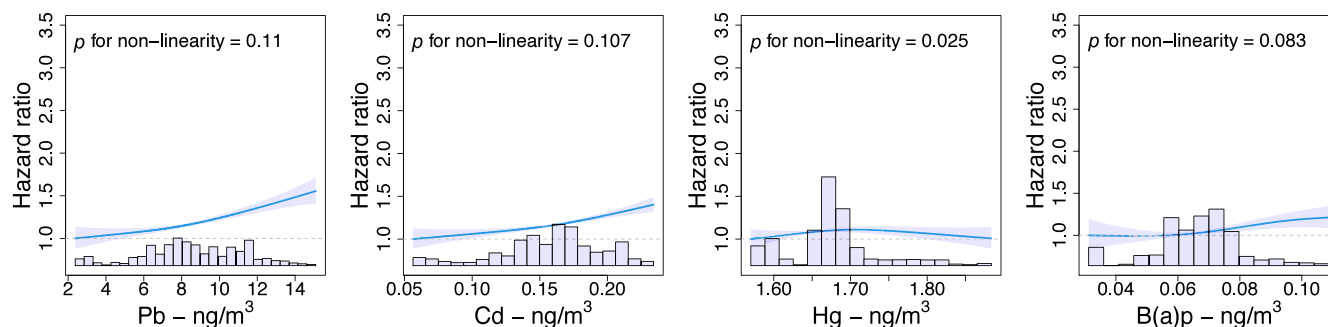 p for non−linearity = 0.11
Hazard ratio
3.5
3.0
2.5
2.0
1.5
1.0
2 4 6 8 10 12 14
Pb − ng/m³
p for non−linearity = 0.107
Hazard ratio
3.5
3.0
2.5
2.0
1.5
1.0
0.05 0.10 0.15 0.20
Cd − ng/m³
p for non−linearity = 0.025
Hazard ratio
3.5
3.0
2.5
2.0
1.5
1.0
1.60 1.70 1.80
Hg − ng/m³
p for non−linearity = 0.083
Hazard ratio
3.5
3.0
2.5
2.0
1.5
1.0
0.04 0.06 0.08 0.10
B(a)p − ng/m³